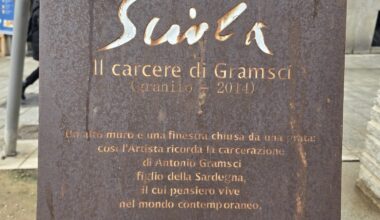 Sciola
Il carcere di Gramsci
(granito - 2014)
Un alto muro e una finestra chiusa da una grata:
così l'Artista ricorda la carcerazione
di Antonio Gramsci
figlio della Sardegna,
il cui pensiero vive
nel mondo contemporaneo.